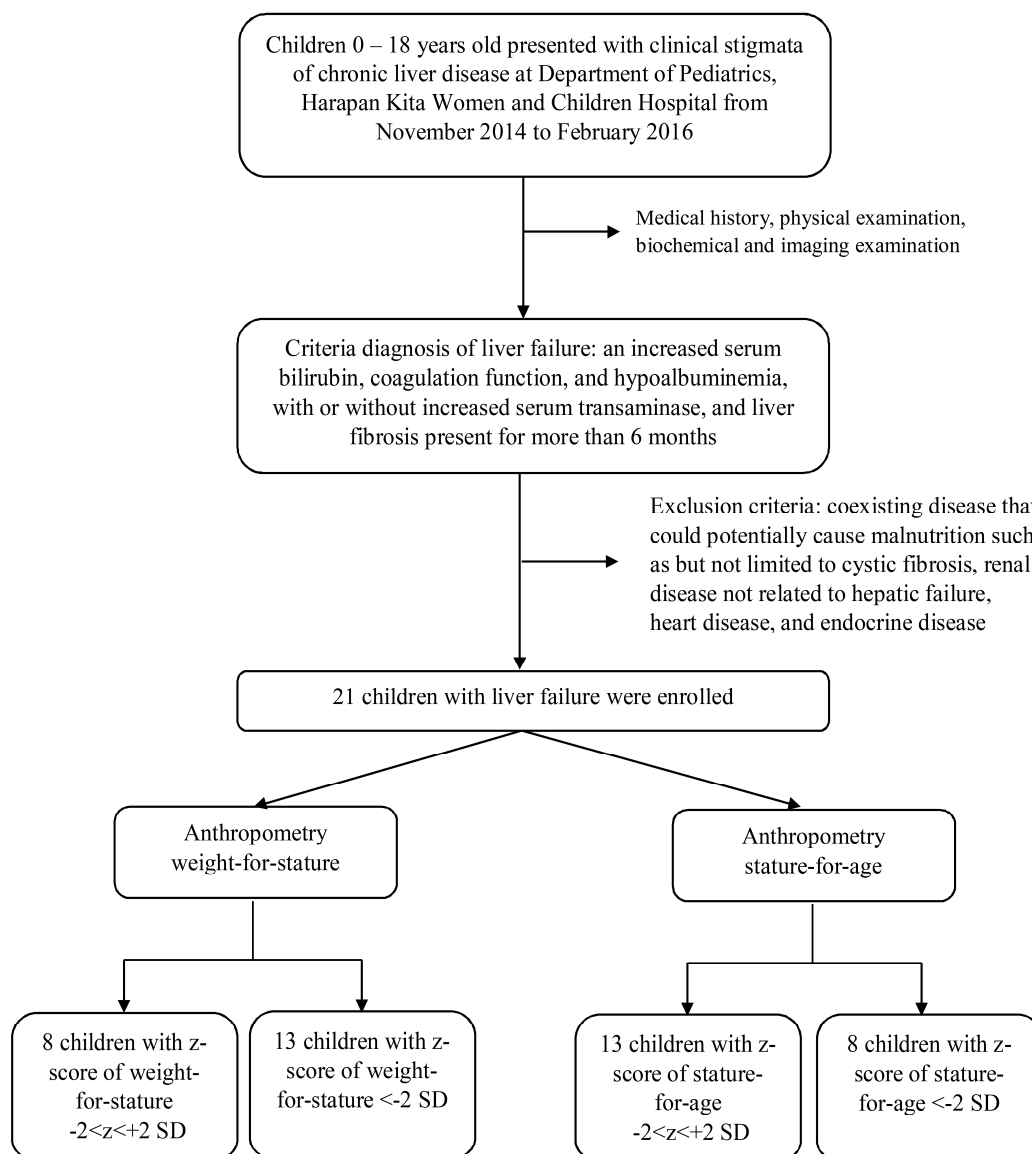 Children 0 – 18 years old presented with clinical stigmata
of chronic liver disease at Department of Pediatrics,
Harapan Kita Women and Children Hospital from
November 2014 to February 2016
Medical history, physical examination,
biochemical and imaging examination
Criteria diagnosis of liver failure: an increased serum
bilirubin, coagulation function, and hypoalbuminemia,
with or without increased serum transaminase, and liver
fibrosis present for more than 6 months
Exclusion criteria: coexisting disease that
could potentially cause malnutrition such
as but not limited to cystic fibrosis, renal
disease not related to hepatic failure,
heart disease, and endocrine disease
21 children with liver failure were enrolled
Anthropometry
weight-for-stature
Anthropometry
stature-for-age
8 children with z-
score of weight-
for-stature
-2<z<+2 SD
13 children with z-
score of weight-
for-stature <-2 SD
13 children with z-
score of stature-
for-age
-2<z<+2 SD
8 children with z-
score of stature-
for-age <-2 SD